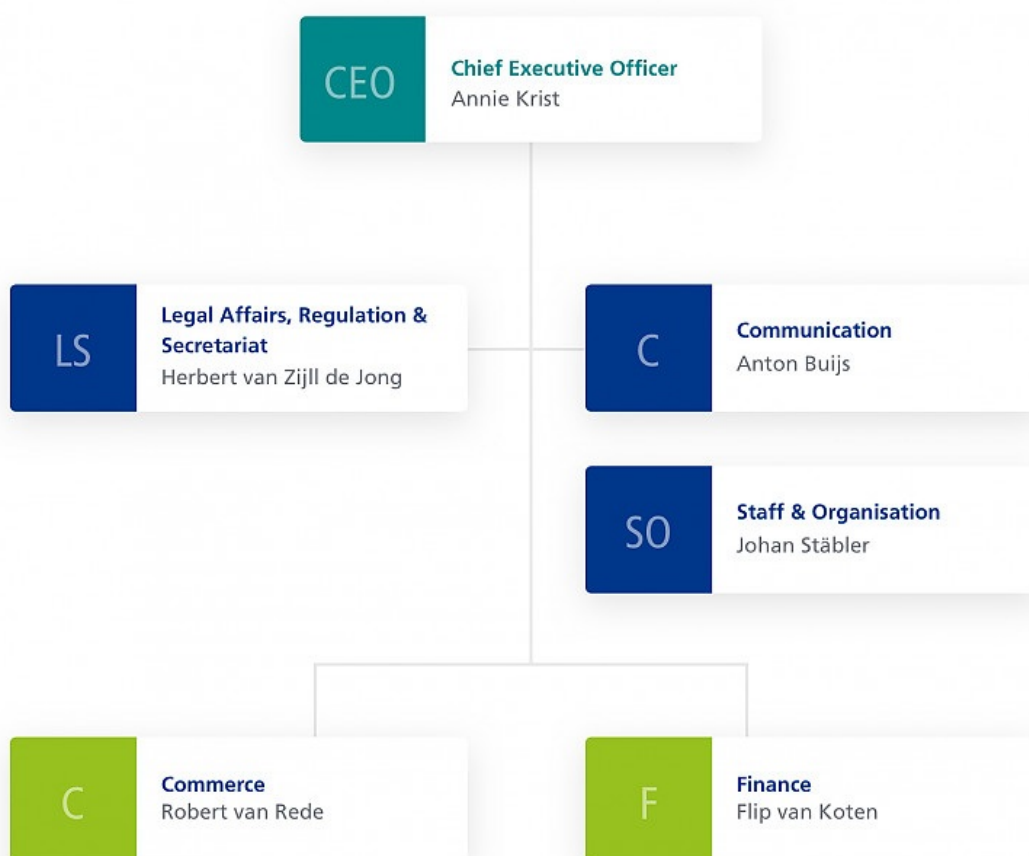 CEO
Chief Executive Officer
Annie Krist
LS
Legal Affairs, Regulation &
Secretariat
Herbert van Zijll de Jong
C
Communication
Anton Buijs
SO
Staff & Organisation
Johan Stäbler
C
Commerce
Robert van Rede
F
Finance
Flip van Koten